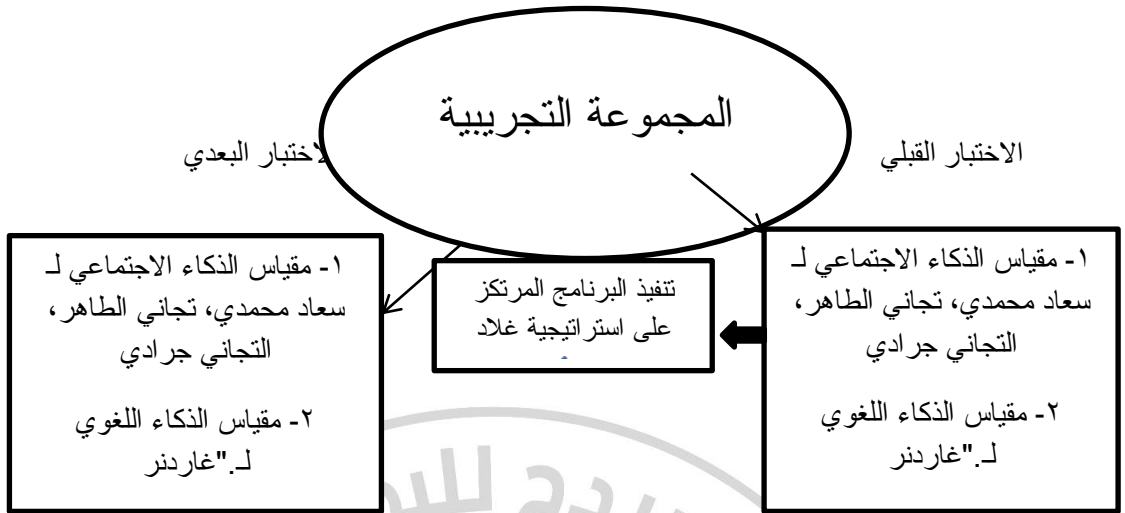 المجموعة التجريبية
الاختبار القبلي
لاختبار البعدي
١- مقياس الذكاء الاجتماعي لـ
سعاد محمدي، تجاني الطاهر،
التجاني جرادي
٢- مقياس الذكاء اللغوي
لـ."غاردنر
تنفيذ البرنامج المرتكز
على استراتيجية غلاد
١- مقياس الذكاء الاجتماعي لـ
سعاد محمدي، تجاني الطاهر،
التجاني جرادي
٢- مقياس الذكاء اللغوي
لـ."غاردنر